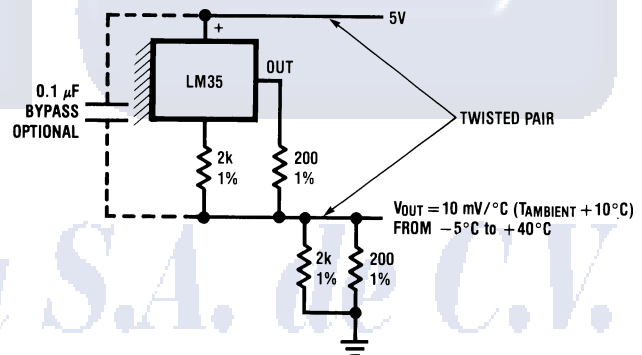 5V
+
OUT
LM35
0.1 µF
BYPASS
OPTIONAL
TWISTED PAIR
2k
1%
200
1%
VOUT = 10 mV/°C (TAMBIENT + 10°C)
FROM −5°C to +40°C
2k
1%
200
1%
S.A. de C.V.